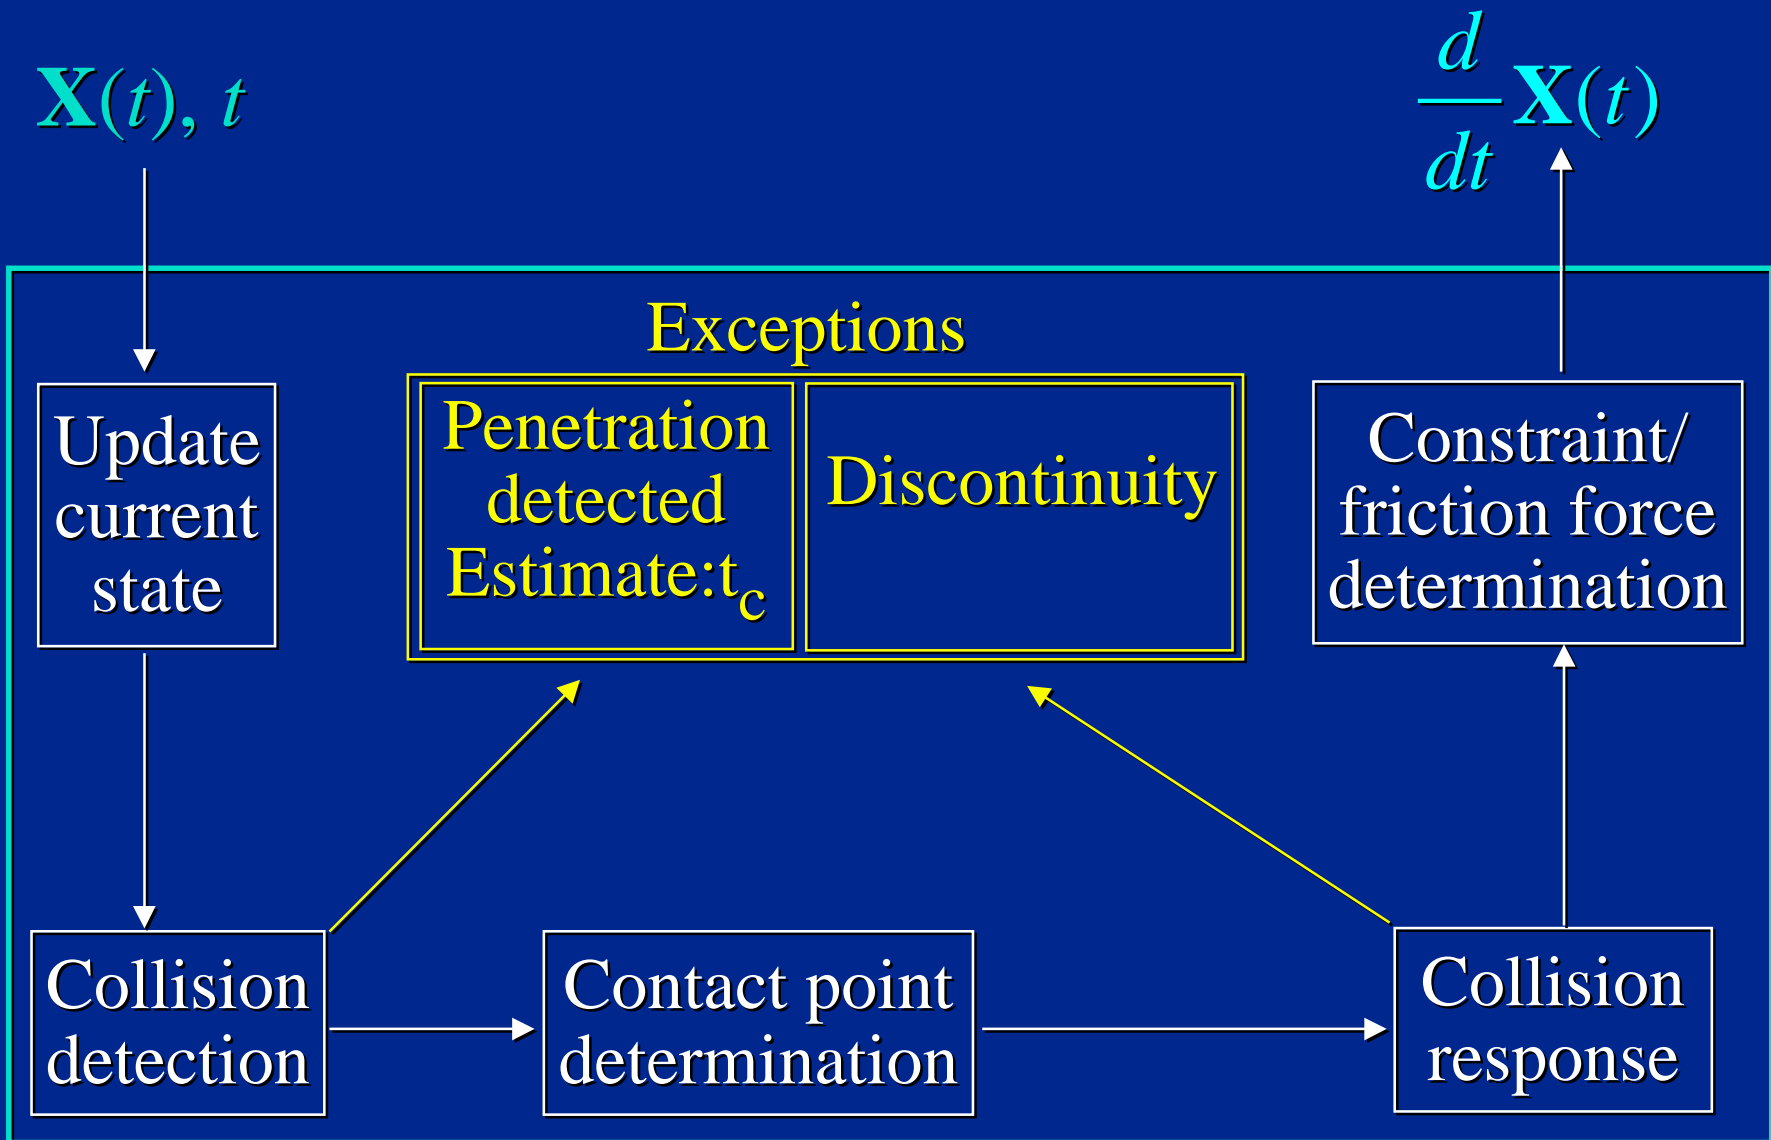 X(t), t
d/dt X(t)
Exceptions
Update
current
state
Penetration
detected
Estimate:t_c
Discontinuity
Constraint/
friction force
determination
Collision
detection
Contact point
determination
Collision
response